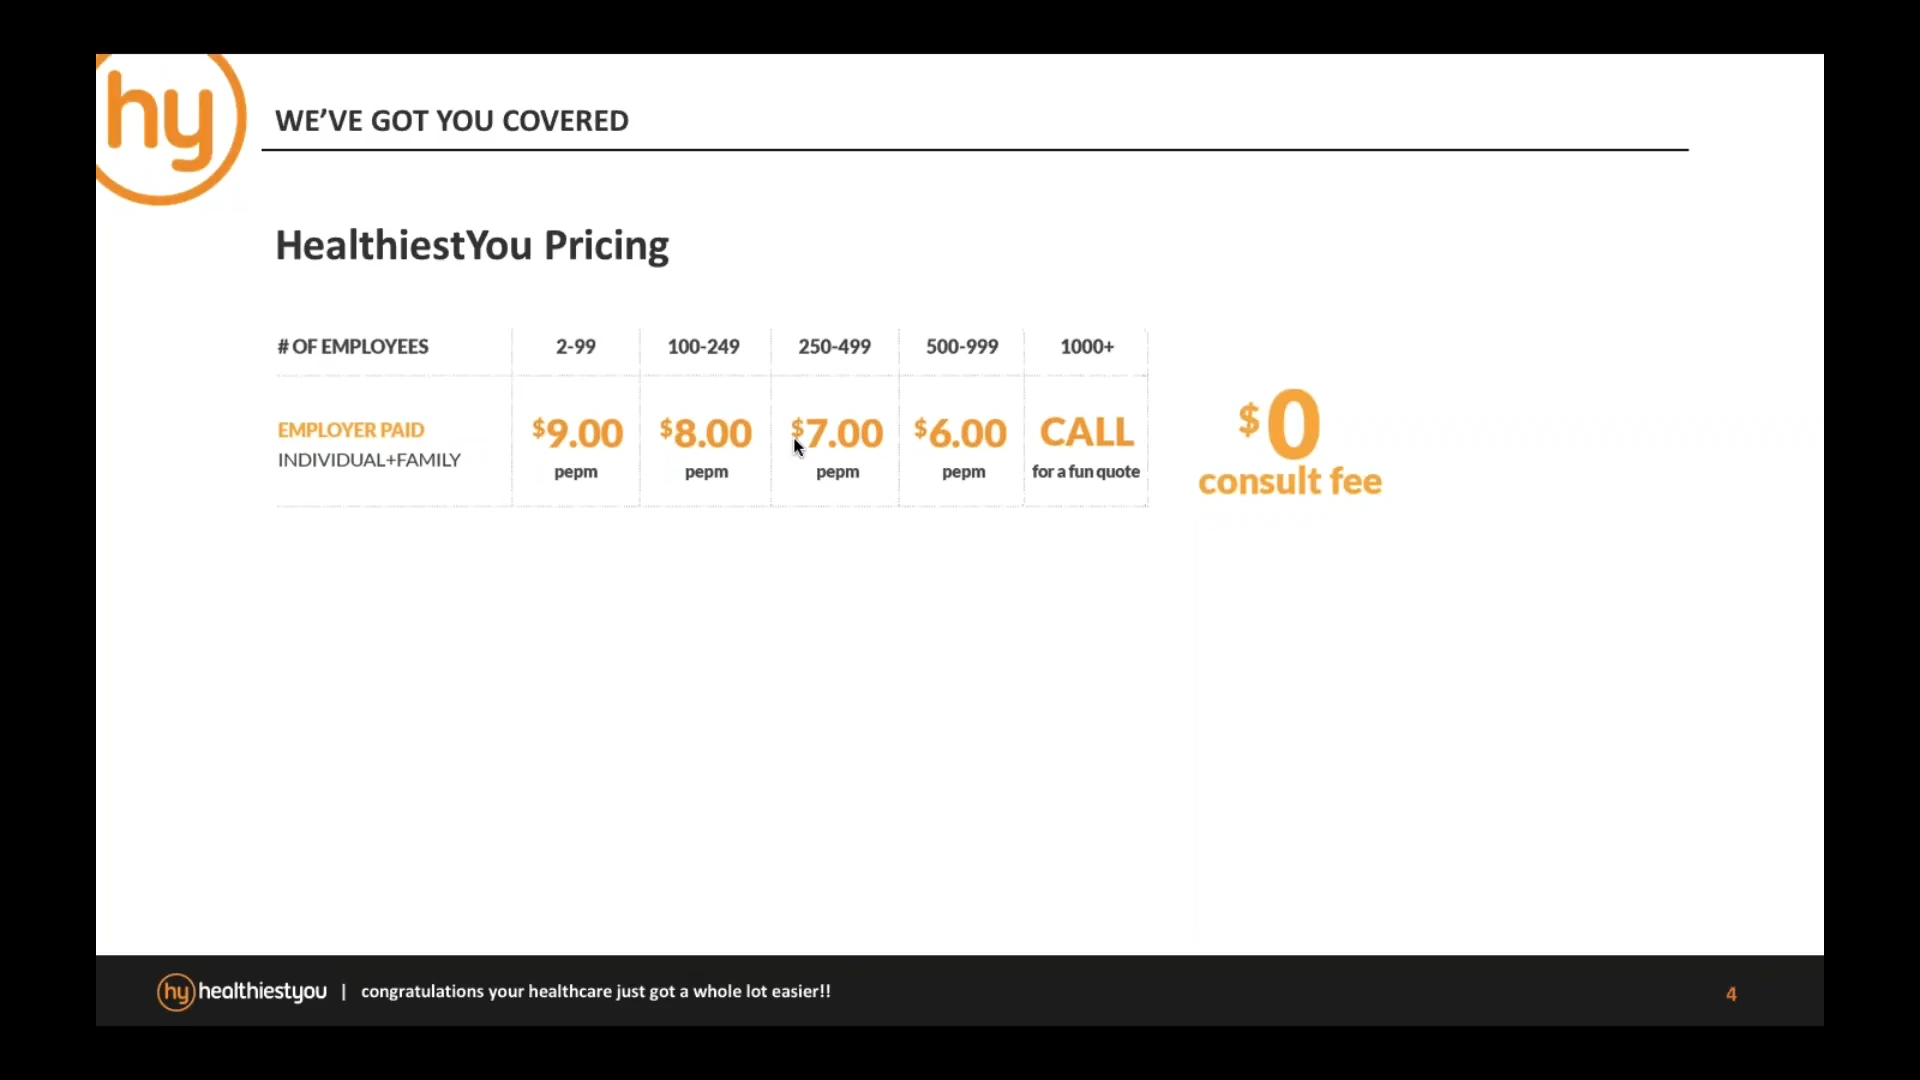 hy
WE’VE GOT YOU COVERED
HealthiestYou Pricing
# OF EMPLOYEES 2-99 100-249 250-499 500-999 1000+
EMPLOYER PAID $9.00 $8.00 $7.00 $6.00 CALL
INDIVIDUAL+FAMILY pepm pepm pepm pepm for a fun quote
$0
consult fee
hy healthiestyou | congratulations your healthcare just got a whole lot easier!! 4